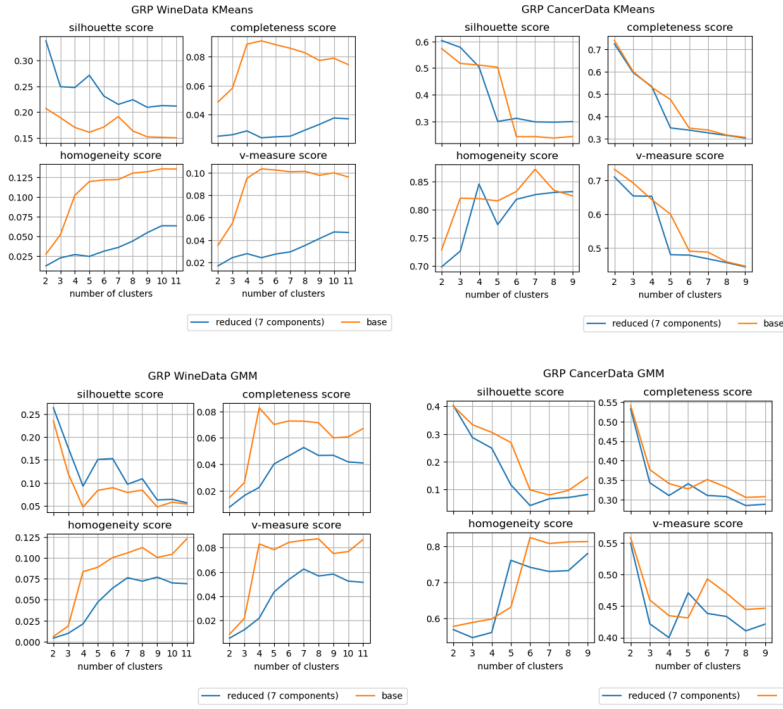 GRP WineData KMeans
silhouette score completeness score
0.30
0.25
0.20
0.15
0.08
0.06
0.04
homogeneity score v-measure score
0.125
0.100
0.075
0.050
0.025
0.10
0.08
0.06
0.04
0.02
2 3 4 5 6 7 8 9 10 11 2 3 4 5 6 7 8 9 10 11
number of clusters number of clusters
reduced (7 components) base
GRP CancerData KMeans
silhouette score completeness score
0.6
0.5
0.4
0.3
0.7
0.6
0.5
0.4
0.3
homogeneity score v-measure score
0.85
0.80
0.75
0.70
0.7
0.6
0.5
2 3 4 5 6 7 8 9 2 3 4 5 6 7 8 9
number of clusters number of clusters
reduced (7 components) base
GRP WineData GMM
silhouette score completeness score
0.25
0.20
0.15
0.10
0.05
0.08
0.06
0.04
0.02
homogeneity score v-measure score
0.125
0.100
0.075
0.050
0.025
0.000
0.08
0.06
0.04
0.02
2 3 4 5 6 7 8 9 10 11 2 3 4 5 6 7 8 9 10 11
number of clusters number of clusters
reduced (7 components) base
GRP CancerData GMM
silhouette score completeness score
0.4
0.3
0.2
0.1
0.55
0.50
0.45
0.40
0.35
0.30
homogeneity score v-measure score
0.8
0.7
0.6
0.55
0.50
0.45
0.40
2 3 4 5 6 7 8 9 2 3 4 5 6 7 8 9
number of clusters number of clusters
reduced (7 components)